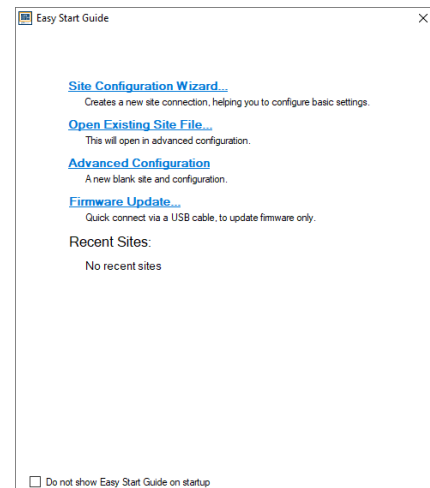 Easy Start Guide
Site Configuration Wizard...
Creates a new site connection, helping you to configure basic settings.
Open Existing Site File...
This will open in advanced configuration.
Advanced Configuration
A new blank site and configuration.
Firmware Update...
Quick connect via a USB cable, to update firmware only.
Recent Sites:
No recent sites
Do not show Easy Start Guide on startup